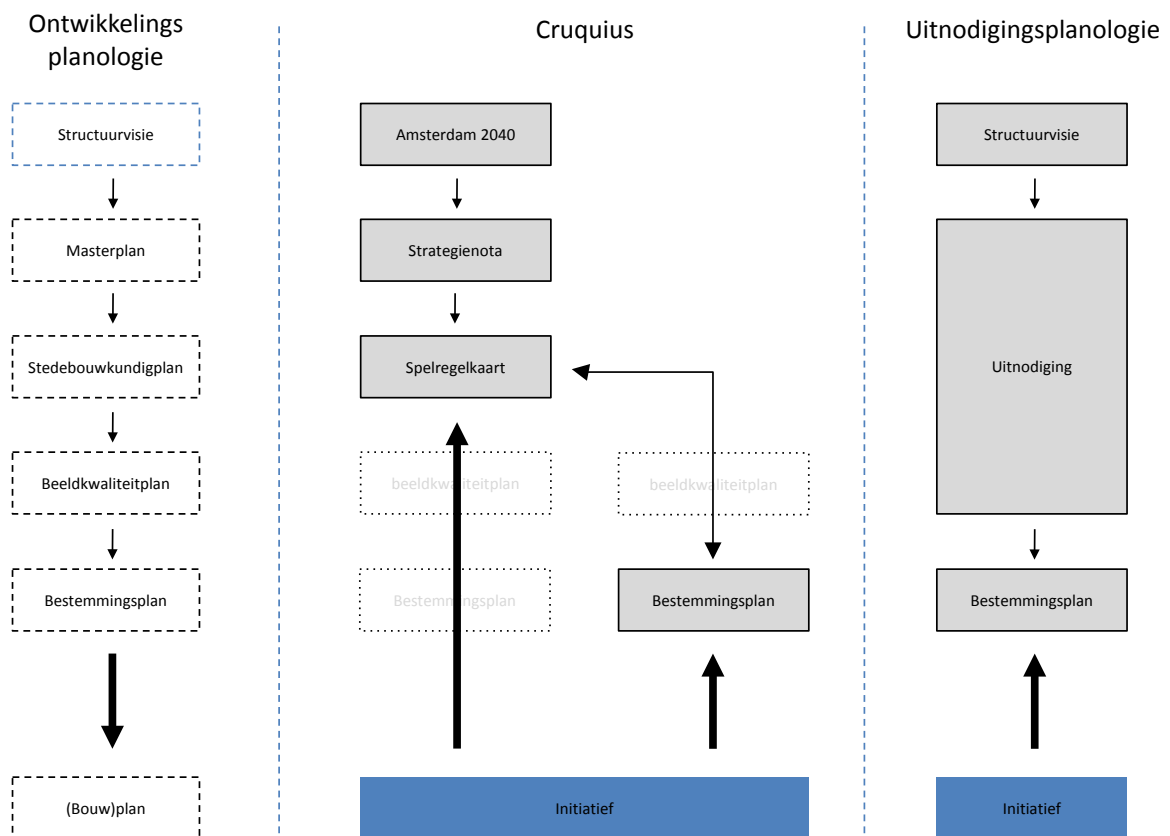 Ontwikkelings
planologie
Cruquius
Uitnodigingsplanologie
Structuurvisie
Amsterdam 2040
Structuurvisie
Masterplan
Strategienota
Stedebouwkundigplan
Spelregelkaart
Uitnodiging
Beeldkwaliteitplan
beeldkwaliteitplan
beeldkwaliteitplan
Bestemmingsplan
Bestemmingsplan
Bestemmingsplan
Bestemmingsplan
(Bouw)plan
Initiatief
Initiatief